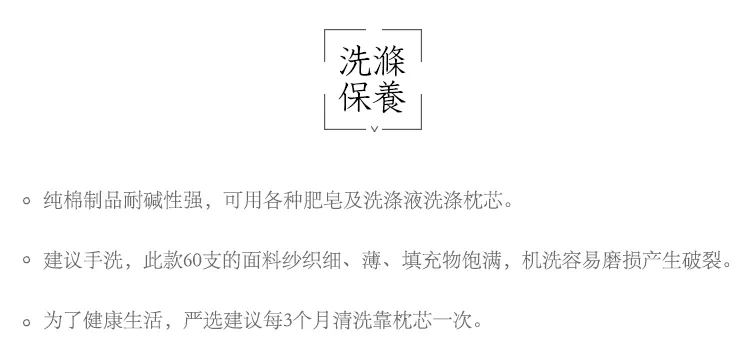 洗滌
保養
纯棉制品耐碱性强，可用各种肥皂及洗涤液洗涤枕芯。
建议手洗，此款60支的面料纱织细、薄、填充物饱满，机洗容易磨损产生破裂。
为了健康生活，严选建议每3个月清洗靠枕芯一次。